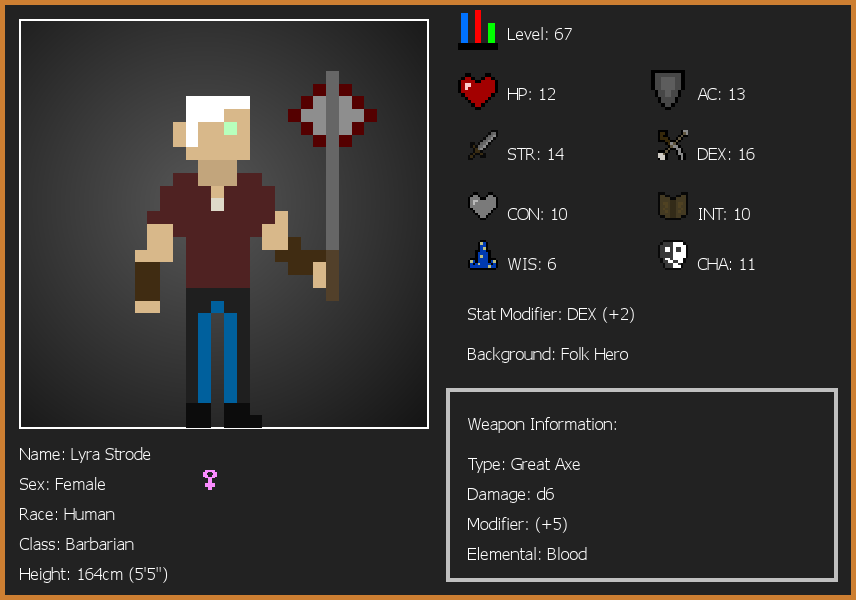 Level: 67
HP: 12
AC: 13
STR: 14
DEX: 16
CON: 10
INT: 10
WIS: 6
CHA: 11
Stat Modifier: DEX (+2)
Background: Folk Hero
Weapon Information:
Type: Great Axe
Damage: d6
Modifier: (+5)
Elemental: Blood
Name: Lyra Strode
Sex: Female
Race: Human
Class: Barbarian
Height: 164cm (5'5")